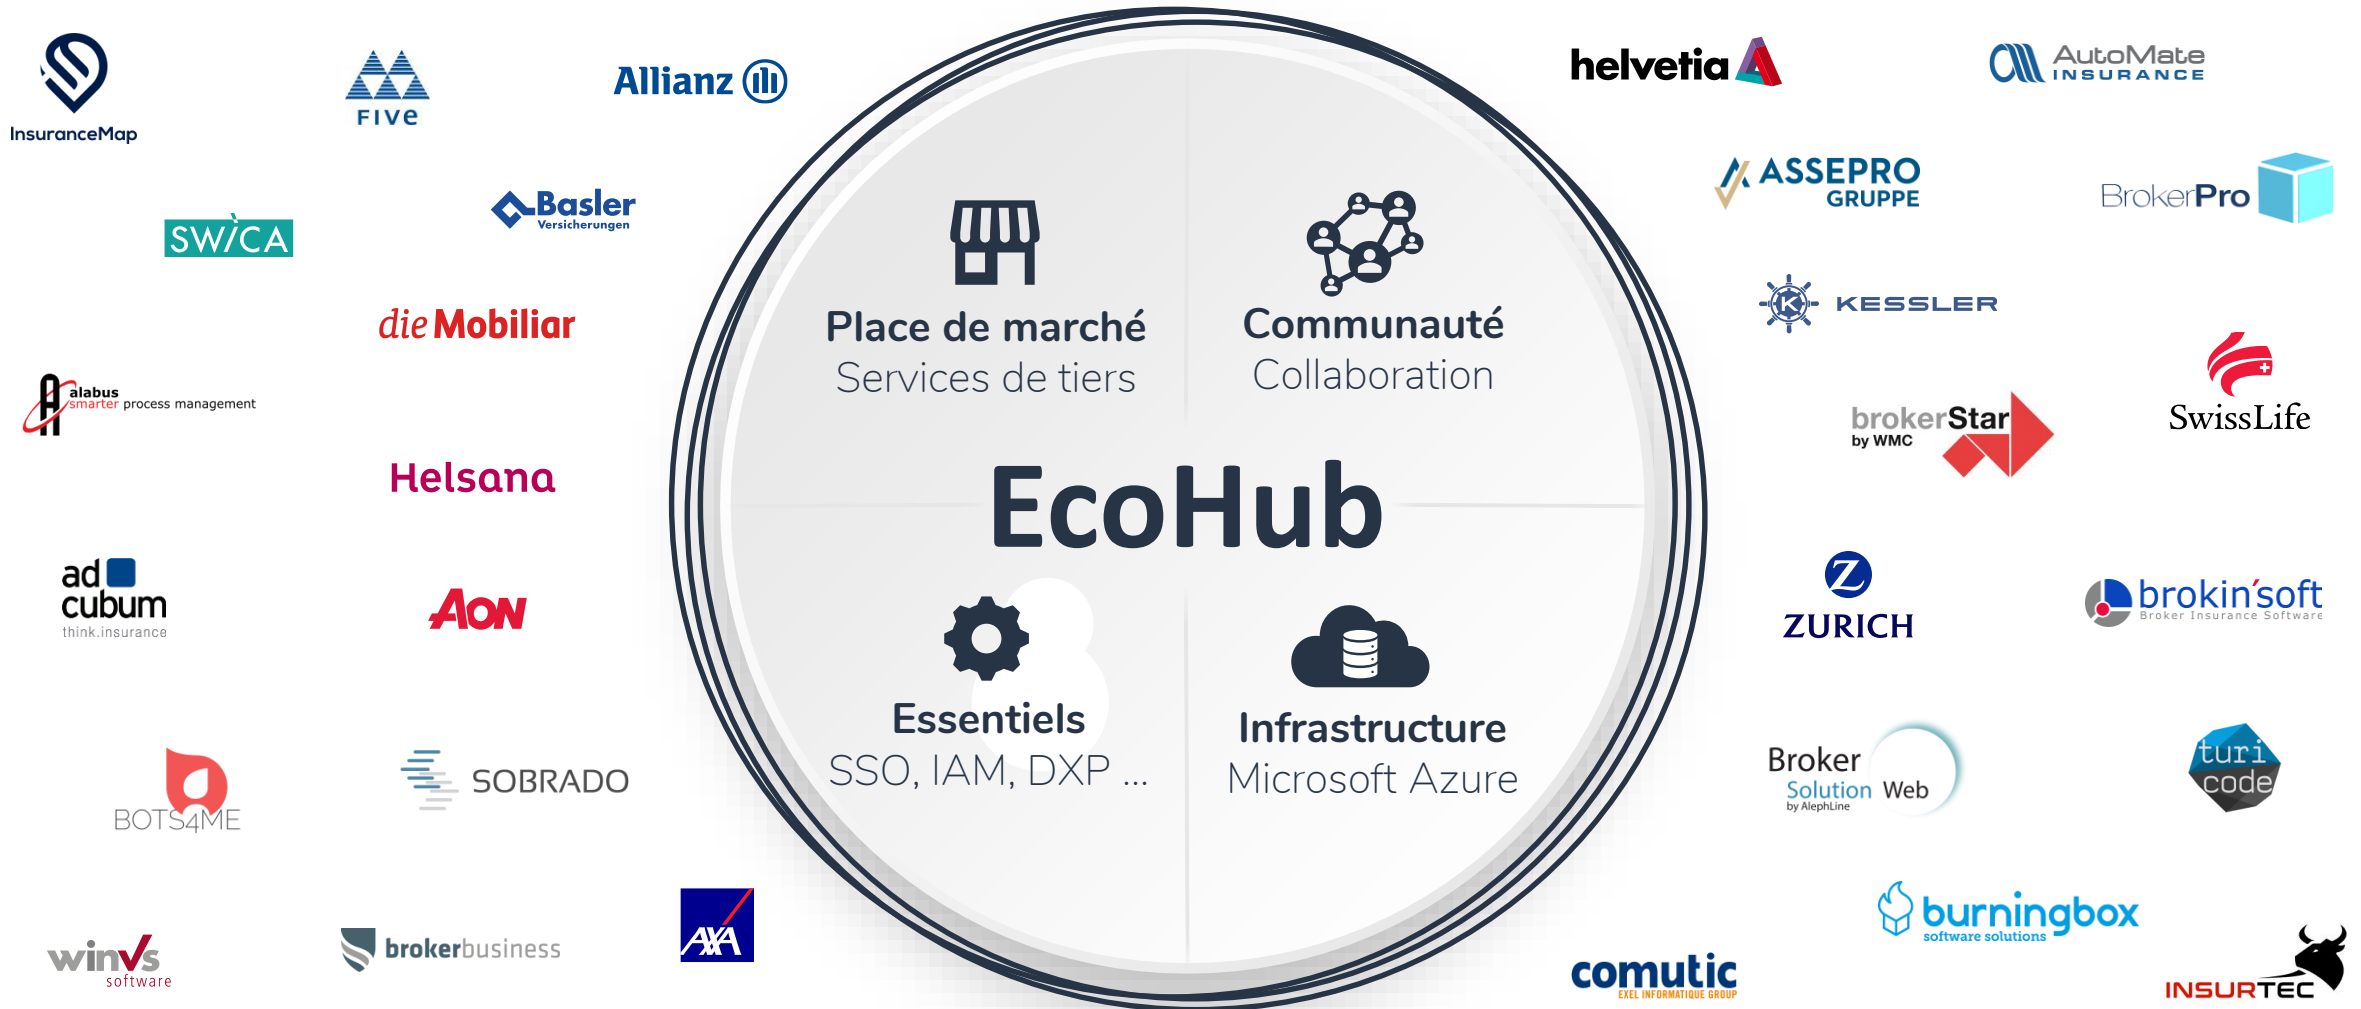 InsuranceMap
FIVE
Allianz
SWiCA
Basler
Versicherungen
die Mobiliar
alabus
smarter process management
Helsana
ad
cubum
think.insurance
AON
BOTS4ME
SOBRADO
winVs
software
brokerbusiness
AXA
Place de marché
Services de tiers
Communauté
Collaboration
EcoHub
Essentiels
SSO, IAM, DXP ...
Infrastructure
Microsoft Azure
helvetia
AutoMate
INSURANCE
ASSEPRO
GRUPPE
BrokerPro
K
KESSLER
SwissLife
brokerStar
by WMC
Z
ZURICH
brokin'soft
Broker Insurance Software
Broker
Solution Web
by AlephLine
turi
code
burningbox
software solutions
comutic
EXEL INFORMATIQUE GROUP
INSURTEC